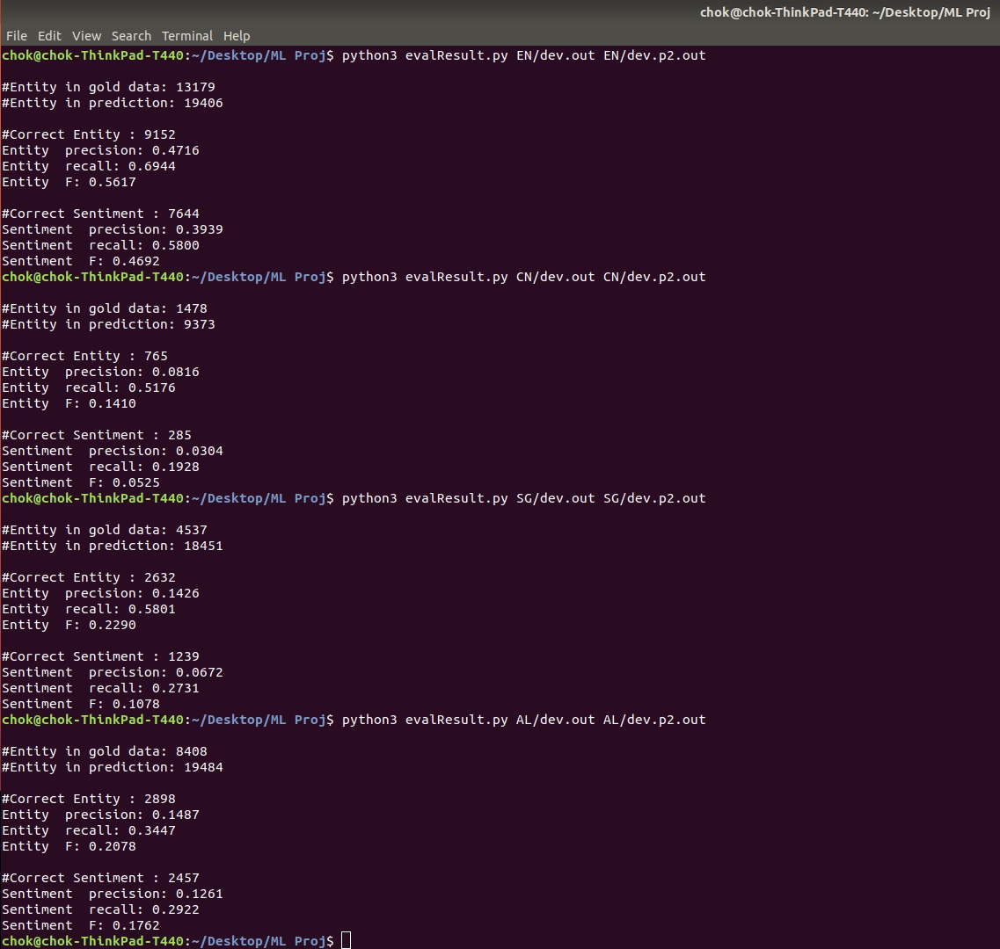 chok@chok-ThinkPad-T440: ~/Desktop/ML Proj
File Edit View Search Terminal Help
chok@chok-ThinkPad-T440:~/Desktop/ML Proj$ python3 evalResult.py EN/dev.out EN/dev.p2.out
#Entity in gold data: 13179
#Entity in prediction: 19406
#Correct Entity : 9152
Entity  precision: 0.4716
Entity  recall: 0.6944
Entity  F: 0.5617
#Correct Sentiment : 7644
Sentiment  precision: 0.3939
Sentiment  recall: 0.5800
Sentiment  F: 0.4692
chok@chok-ThinkPad-T440:~/Desktop/ML Proj$ python3 evalResult.py CN/dev.out CN/dev.p2.out
#Entity in gold data: 1478
#Entity in prediction: 9373
#Correct Entity : 765
Entity  precision: 0.0816
Entity  recall: 0.5176
Entity  F: 0.1410
#Correct Sentiment : 285
Sentiment  precision: 0.0304
Sentiment  recall: 0.1928
Sentiment  F: 0.0525
chok@chok-ThinkPad-T440:~/Desktop/ML Proj$ python3 evalResult.py SG/dev.out SG/dev.p2.out
#Entity in gold data: 4537
#Entity in prediction: 18451
#Correct Entity : 2632
Entity  precision: 0.1426
Entity  recall: 0.5801
Entity  F: 0.2290
#Correct Sentiment : 1239
Sentiment  precision: 0.0672
Sentiment  recall: 0.2731
Sentiment  F: 0.1078
chok@chok-ThinkPad-T440:~/Desktop/ML Proj$ python3 evalResult.py AL/dev.out AL/dev.p2.out
#Entity in gold data: 8408
#Entity in prediction: 19484
#Correct Entity : 2898
Entity  precision: 0.1487
Entity  recall: 0.3447
Entity  F: 0.2078
#Correct Sentiment : 2457
Sentiment  precision: 0.1261
Sentiment  recall: 0.2922
Sentiment  F: 0.1762
chok@chok-ThinkPad-T440:~/Desktop/ML Proj$